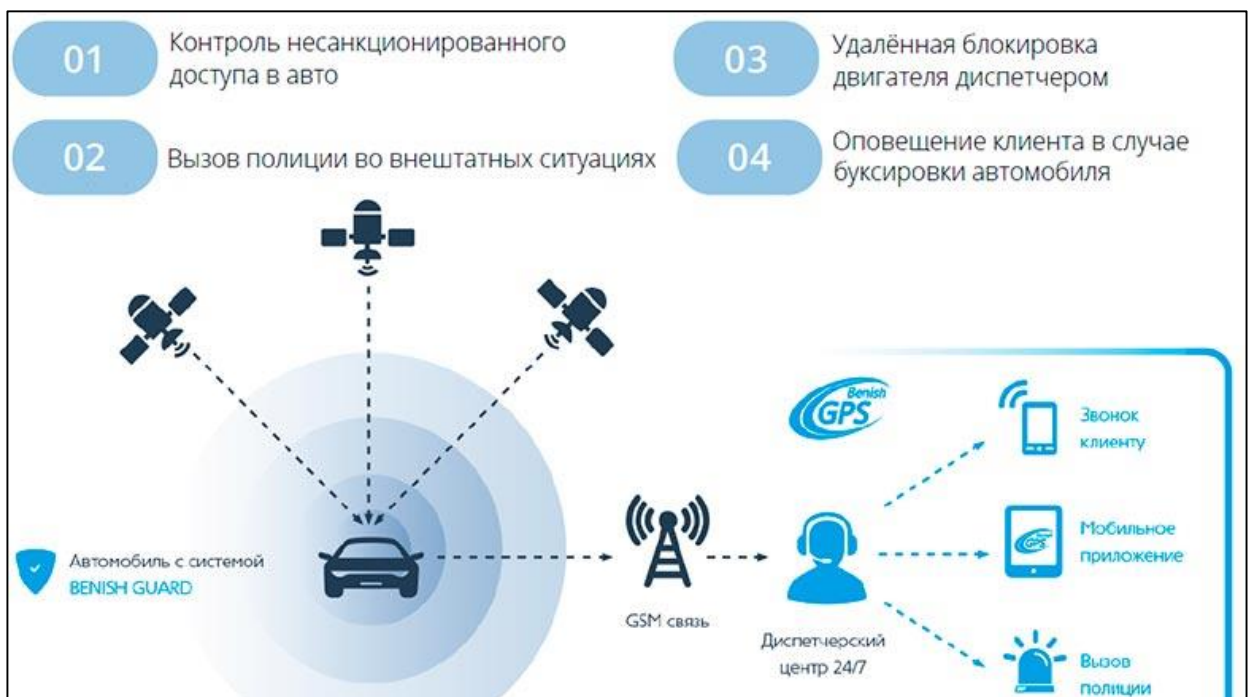 01
Контроль несанкционированного
доступа в авто
03
Удалённая блокировка
двигателя диспетчером
02
Вызов полиции во внештатных ситуациях
04
Оповещение клиента в случае
буксировки автомобиля
Benish
GPS
Звонок
клиенту
Автомобиль с системой
BENISH GUARD
GSM связь
Диспетчерский
центр 24/7
GPS
Мобильное
приложение
Вызов
полиции